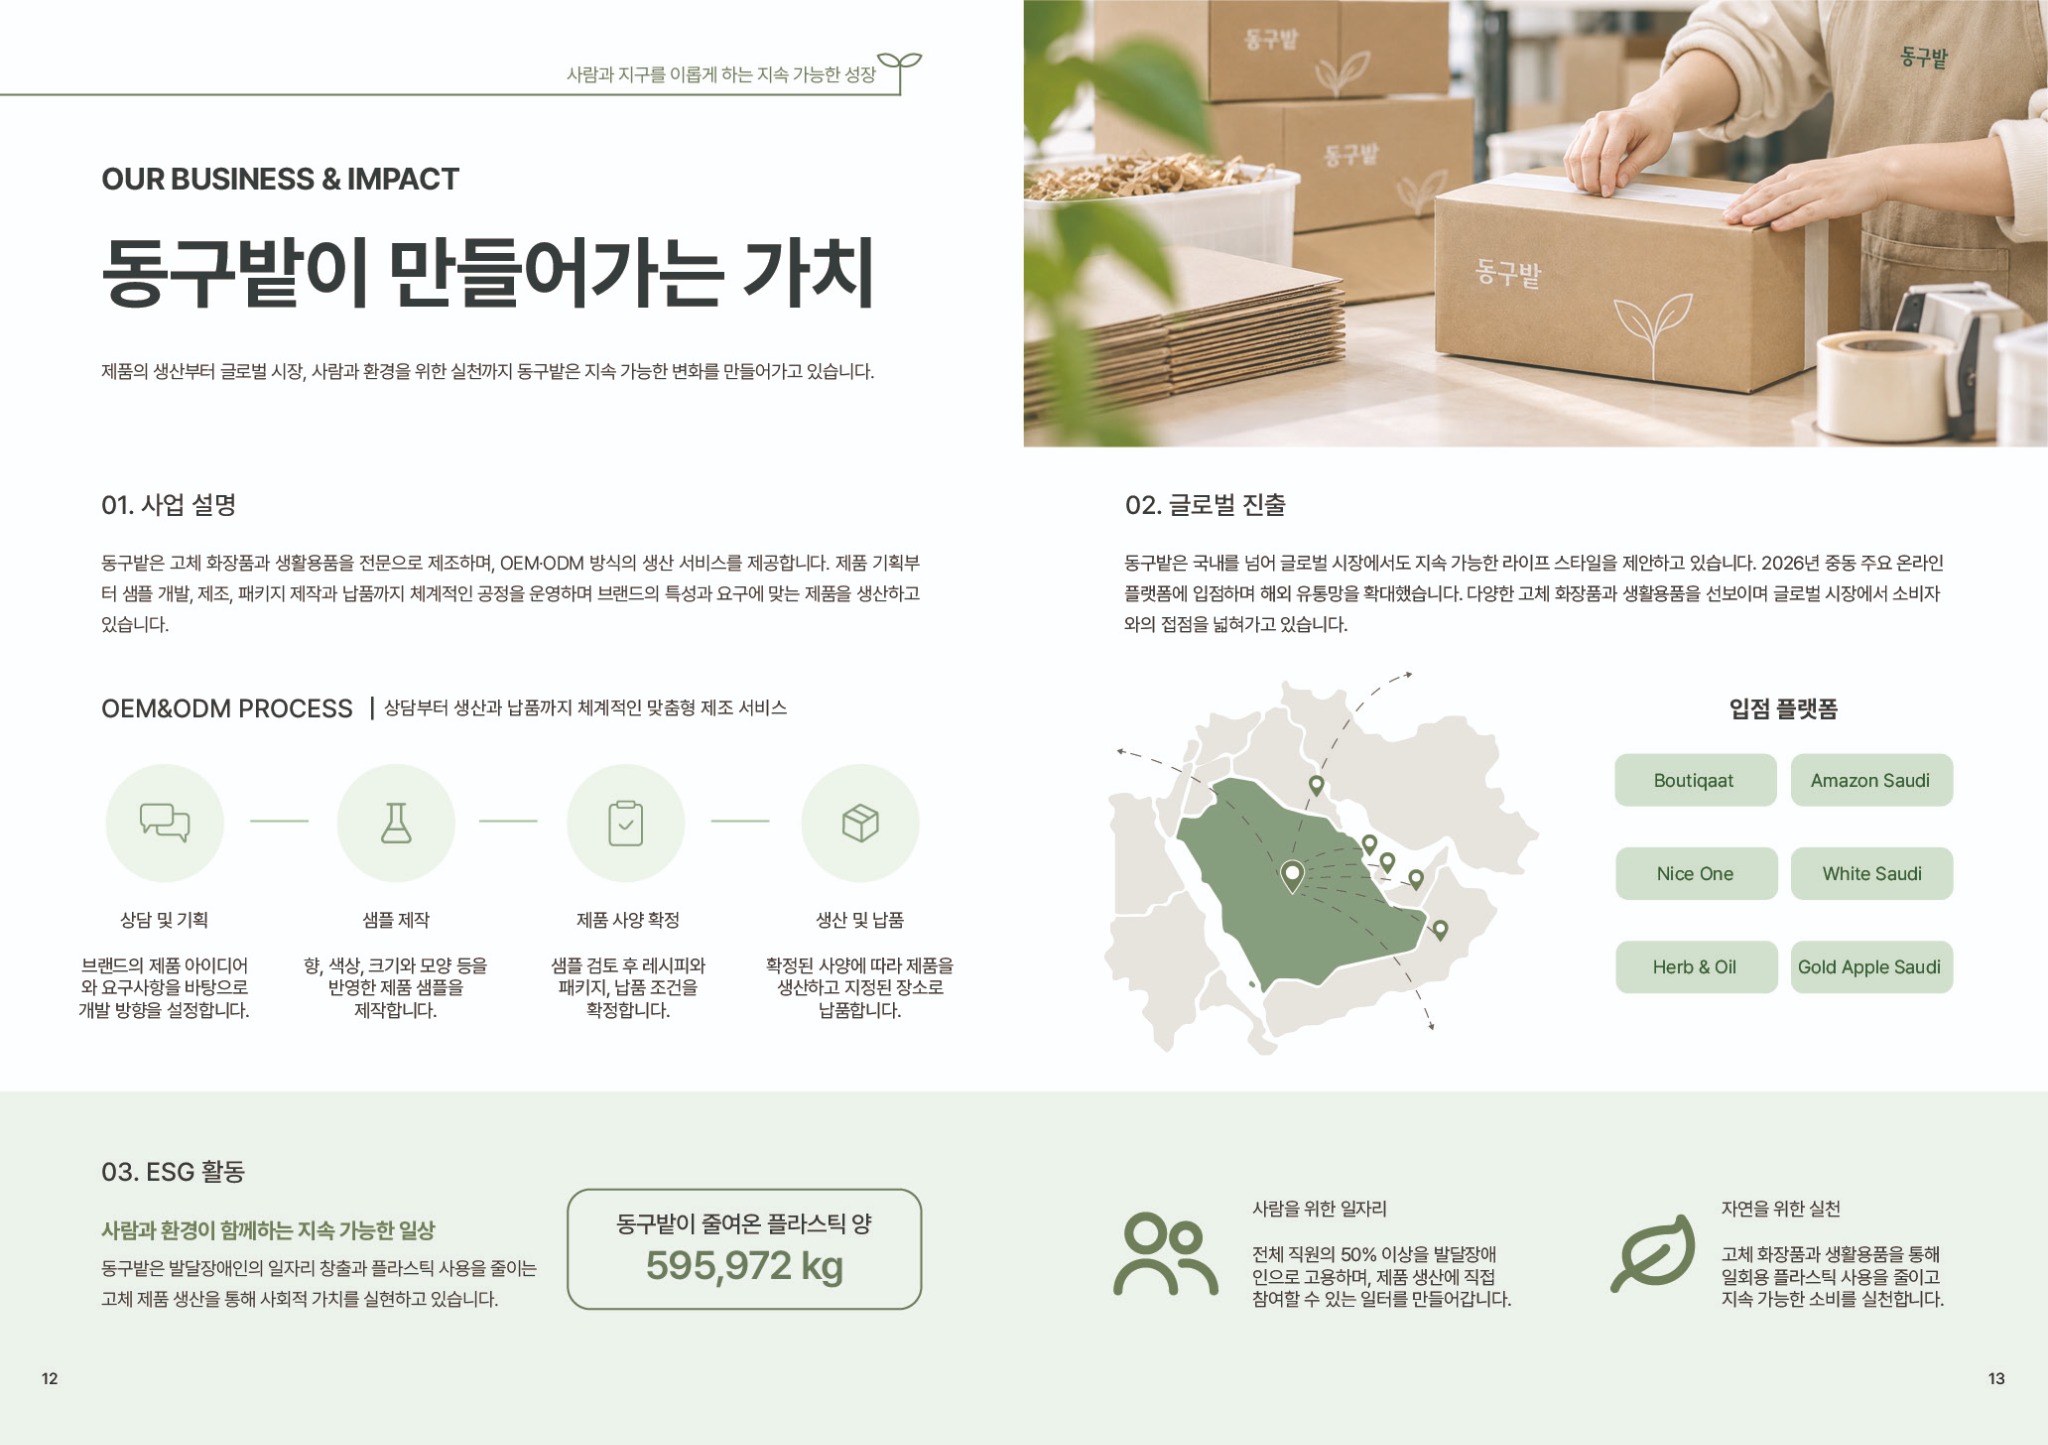 사람과 지구를 이롭게 하는 지속 가능한 성장
OUR BUSINESS & IMPACT
동구밭이 만들어가는 가치
제품의 생산부터 글로벌 시장, 사람과 환경을 위한 실천까지 동구밭은 지속 가능한 변화를 만들어가고 있습니다.
동구밭
동구밭
동구밭
동구밭
01. 사업 설명
동구밭은 고체 화장품과 생활용품을 전문으로 제조하며, OEM·ODM 방식의 생산 서비스를 제공합니다. 제품 기획부
터 샘플 개발, 제조, 패키지 제작과 납품까지 체계적인 공정을 운영하며 브랜드의 특성과 요구에 맞는 제품을 생산하고
있습니다.
OEM&ODM PROCESS | 상담부터 생산과 납품까지 체계적인 맞춤형 제조 서비스
상담 및 기획
브랜드의 제품 아이디어
와 요구사항을 바탕으로
개발 방향을 설정합니다.
샘플 제작
향, 색상, 크기와 모양 등을
반영한 제품 샘플을
제작합니다.
제품 사양 확정
샘플 검토 후 레시피와
패키지, 납품 조건을
확정합니다.
생산 및 납품
확정된 사양에 따라 제품을
생산하고 지정된 장소로
납품합니다.
02. 글로벌 진출
동구밭은 국내를 넘어 글로벌 시장에서도 지속 가능한 라이프 스타일을 제안하고 있습니다. 2026년 중동 주요 온라인
플랫폼에 입점하며 해외 유통망을 확대했습니다. 다양한 고체 화장품과 생활용품을 선보이며 글로벌 시장에서 소비자
와의 접점을 넓혀가고 있습니다.
입점 플랫폼
Boutiqaat
Amazon Saudi
Nice One
White Saudi
Herb & Oil
Gold Apple Saudi
03. ESG 활동
사람과 환경이 함께하는 지속 가능한 일상
동구밭은 발달장애인의 일자리 창출과 플라스틱 사용을 줄이는
고체 제품 생산을 통해 사회적 가치를 실현하고 있습니다.
동구밭이 줄여온 플라스틱 양
595,972 kg
사람을 위한 일자리
전체 직원의 50% 이상을 발달장애
인으로 고용하며, 제품 생산에 직접
참여할 수 있는 일터를 만들어갑니다.
자연을 위한 실천
고체 화장품과 생활용품을 통해
일회용 플라스틱 사용을 줄이고
지속 가능한 소비를 실천합니다.
12
13